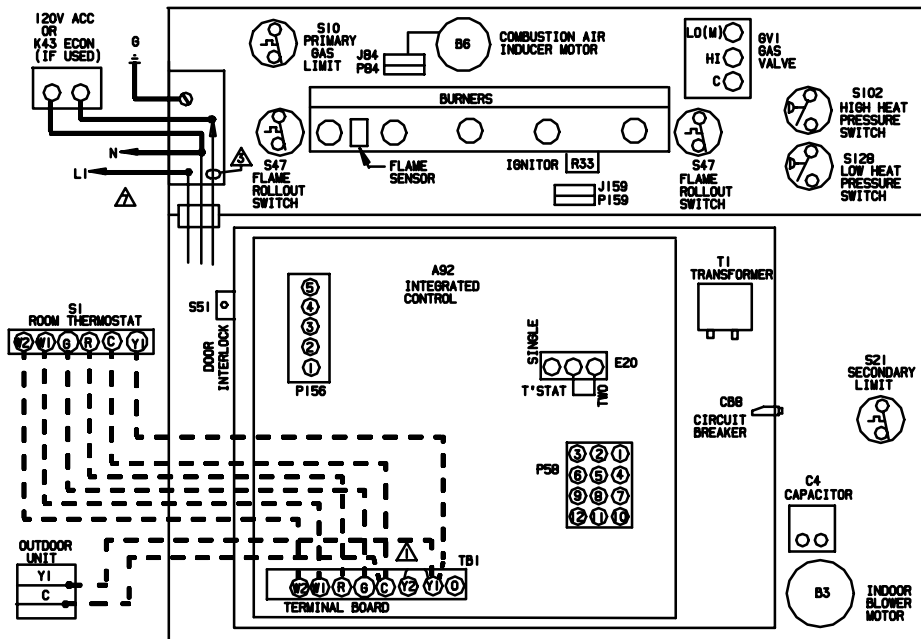 120V ACC
OR
K43 ECON
(IF USED)
G
S10
PRIMARY
GAS
LIMIT
J84
P84
B6
COMBUSTION AIR
INDUCER MOTOR
LO(M)
HI
C
GV1
GAS
VALVE
S102
HIGH HEAT
PRESSURE
SWITCH
BURNERS
N
L1
3
7
S47
FLAME
ROLLOUT
SWITCH
FLAME
SENSOR
IGNITOR
R33
J159
P159
S47
FLAME
ROLLOUT
SWITCH
S128
LOW HEAT
PRESSURE
SWITCH
A92
INTEGRATED
CONTROL
T1
TRANSFORMER
S51
DOOR
INTERLOCK
5
4
3
2
1
P156
S1
ROOM THERMOSTAT
W2 W1 G R C Y1
SINGLE
E20
T'STAT
TWO
CB8
CIRCUIT
BREAKER
S21
SECONDARY
LIMIT
P58
3 2 1
6 5 4
9 8 7
12 11 10
C4
CAPACITOR
OUTDOOR
UNIT
Y1
C
1
TB1
W2 W1 R G C Y2 Y1 O
TERMINAL BOARD
B3
INDOOR
BLOWER
MOTOR